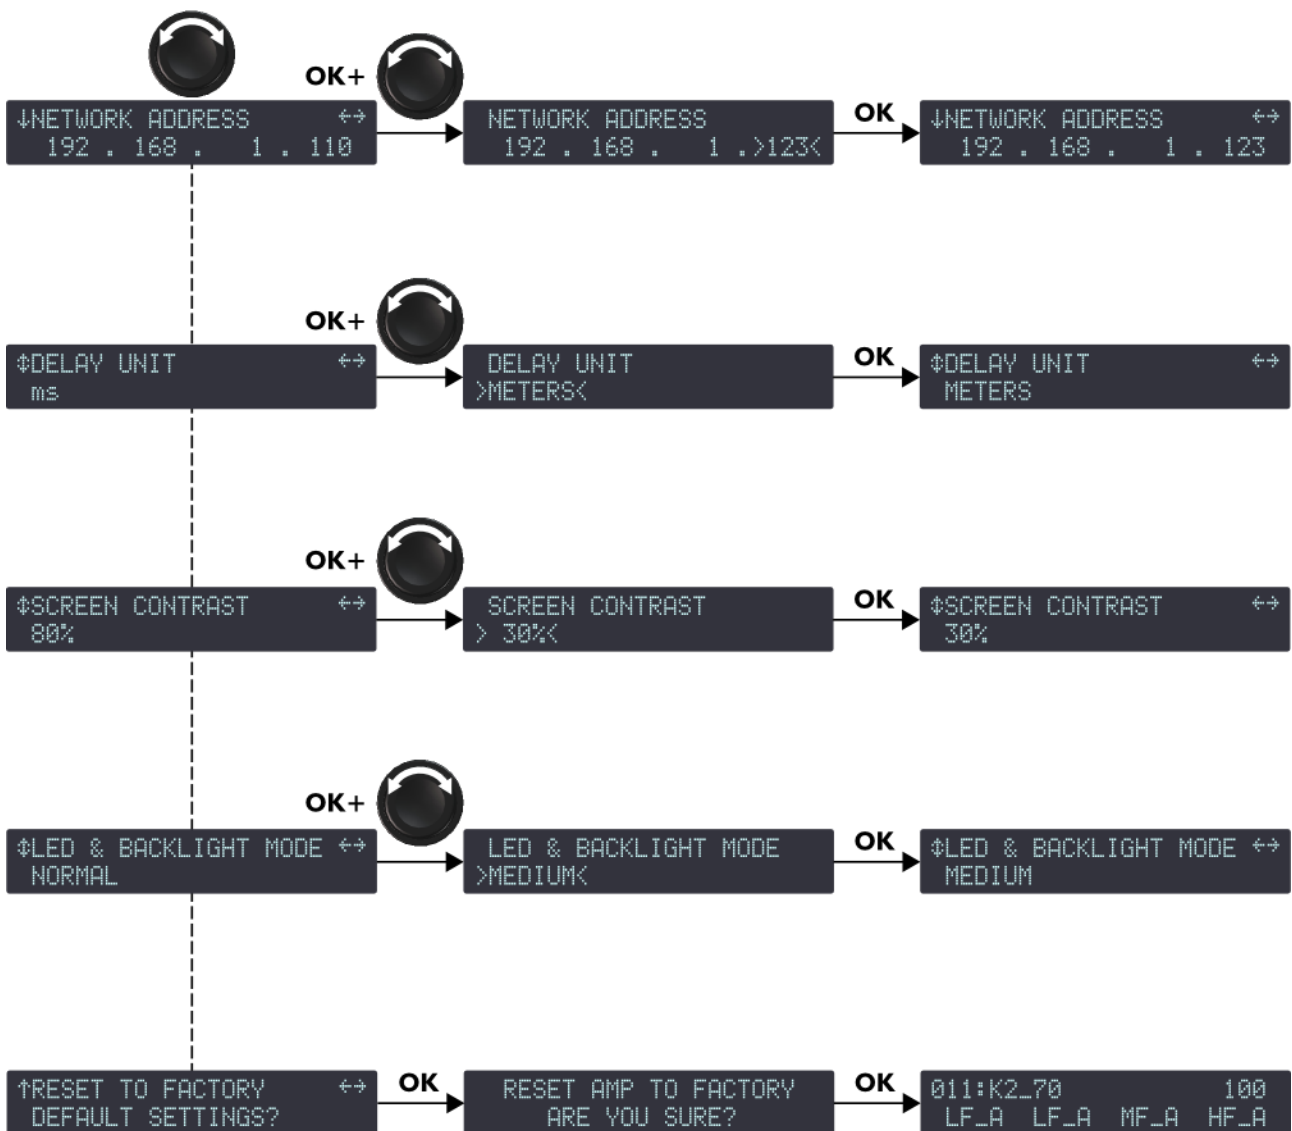 OK+
↓NETWORK ADDRESS ↔
192 . 168 . 1 . 110
NETWORK ADDRESS
192 . 168 . 1 .>123<
OK
↓NETWORK ADDRESS ↔
192 . 168 . 1 . 123
OK+
↕DELAY UNIT ↔
ms
DELAY UNIT
>METERS<
OK
↕DELAY UNIT ↔
METERS
OK+
↕SCREEN CONTRAST ↔
80%
SCREEN CONTRAST
> 30%<
OK
↕SCREEN CONTRAST ↔
30%
OK+
↕LED & BACKLIGHT MODE ↔
NORMAL
LED & BACKLIGHT MODE
>MEDIUM<
OK
↕LED & BACKLIGHT MODE ↔
MEDIUM
↑RESET TO FACTORY ↔
DEFAULT SETTINGS?
OK
RESET AMP TO FACTORY
ARE YOU SURE?
OK
011:K2_70 100
LF_A LF_A MF_A HF_A